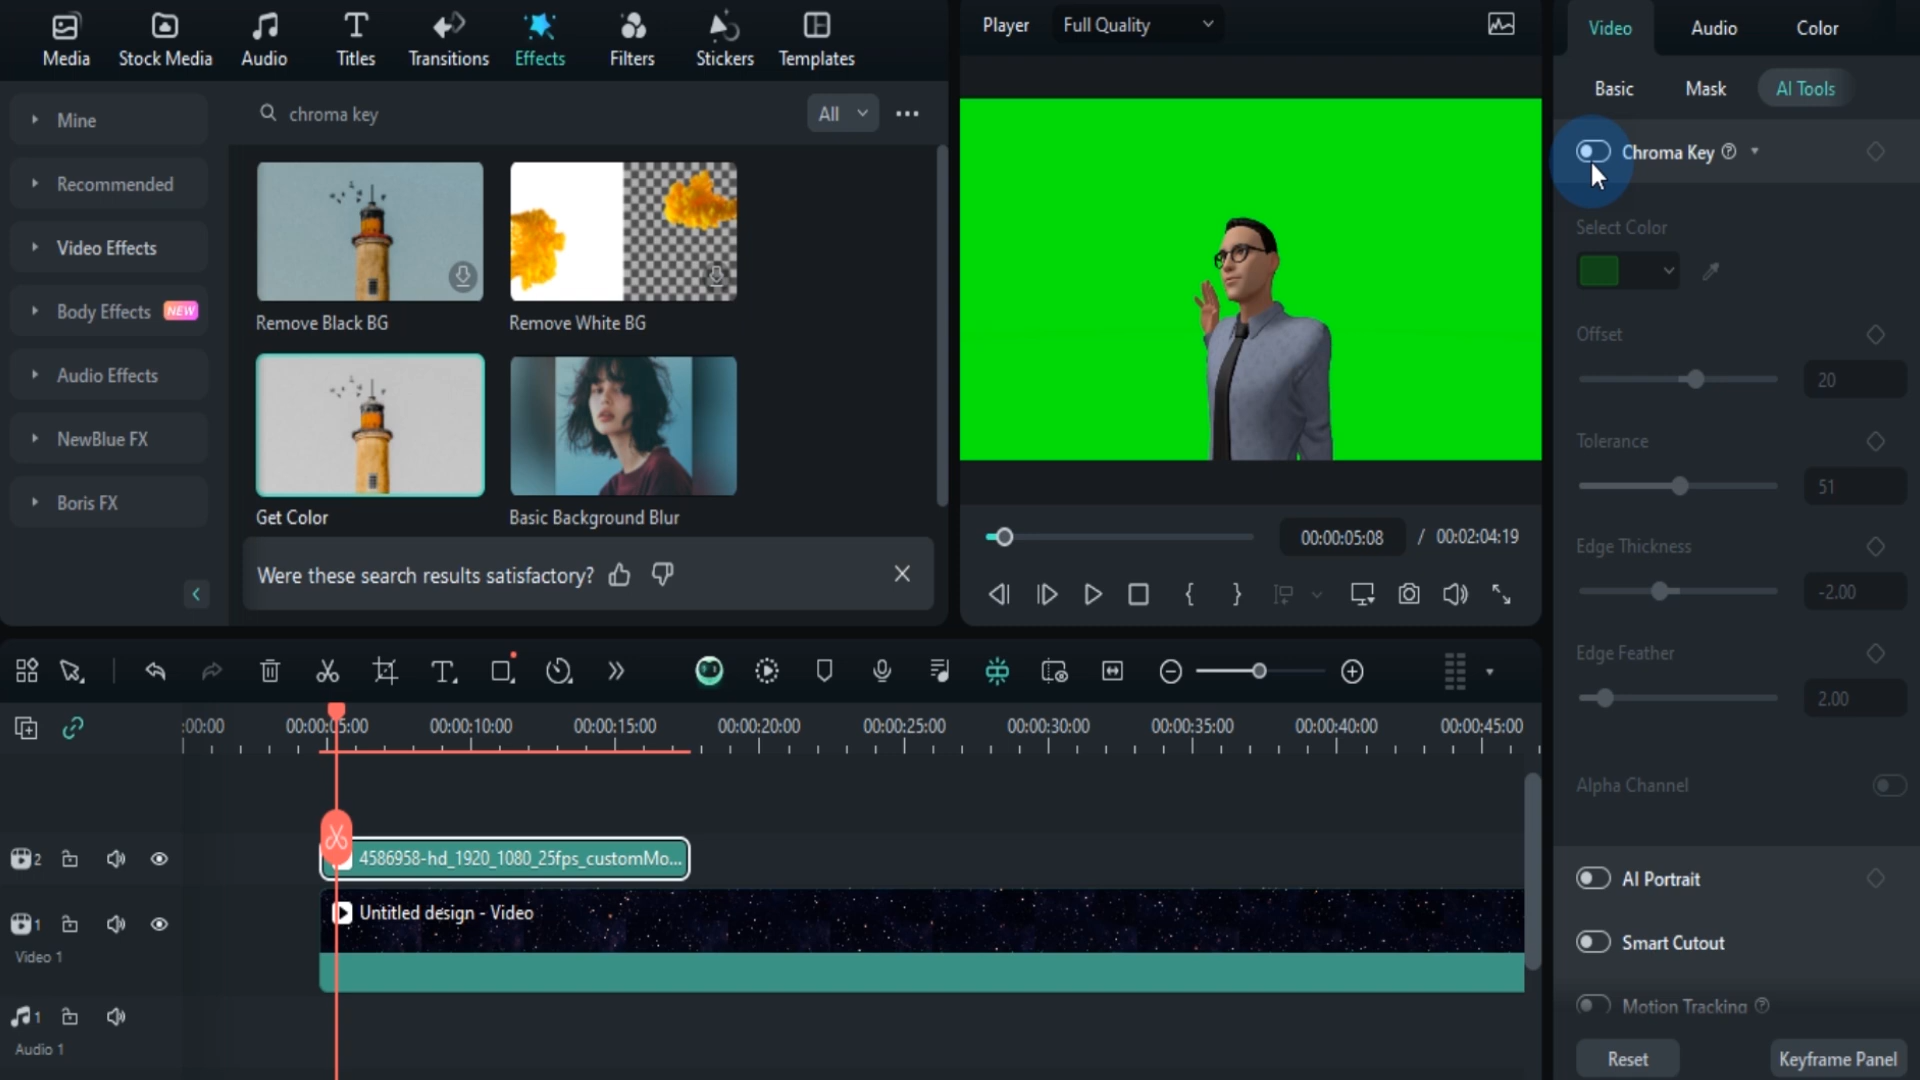 Media
Stock Media
Audio
Titles
Transitions
Effects
Filters
Stickers
Templates
Mine
Recommended
Video Effects
Body Effects NEW
Audio Effects
NewBlue FX
Boris FX
chroma key
All
Remove Black BG
Remove White BG
Get Color
Basic Background Blur
Were these search results satisfactory?
Player
Full Quality
00:00:05:08 / 00:02:04:19
Video
Audio
Color
Basic
Mask
AI Tools
Chroma Key
Select Color
Offset
20
Tolerance
51
Edge Thickness
-2.00
Edge Feather
2.00
Alpha Channel
AI Portrait
Smart Cutout
Motion Tracking
Reset
Keyframe Panel
:00:00
00:00:05:00
00:00:10:00
00:00:15:00
00:00:20:00
00:00:25:00
00:00:30:00
00:00:35:00
00:00:40:00
00:00:45:00
2
4586958-hd_1920_1080_25fps_customMo...
1
Untitled design - Video
Video 1
1
Audio 1